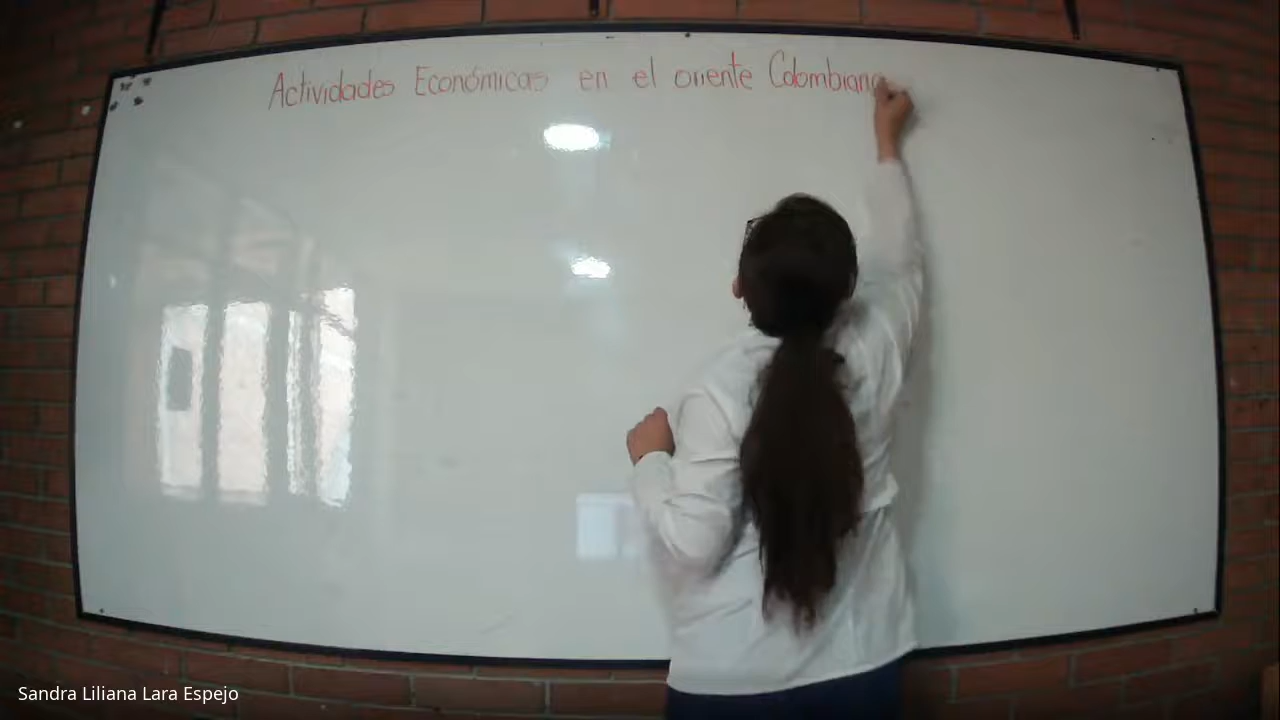 Actividades Económicas en el oriente Colombiano
Sandra Liliana Lara Espejo